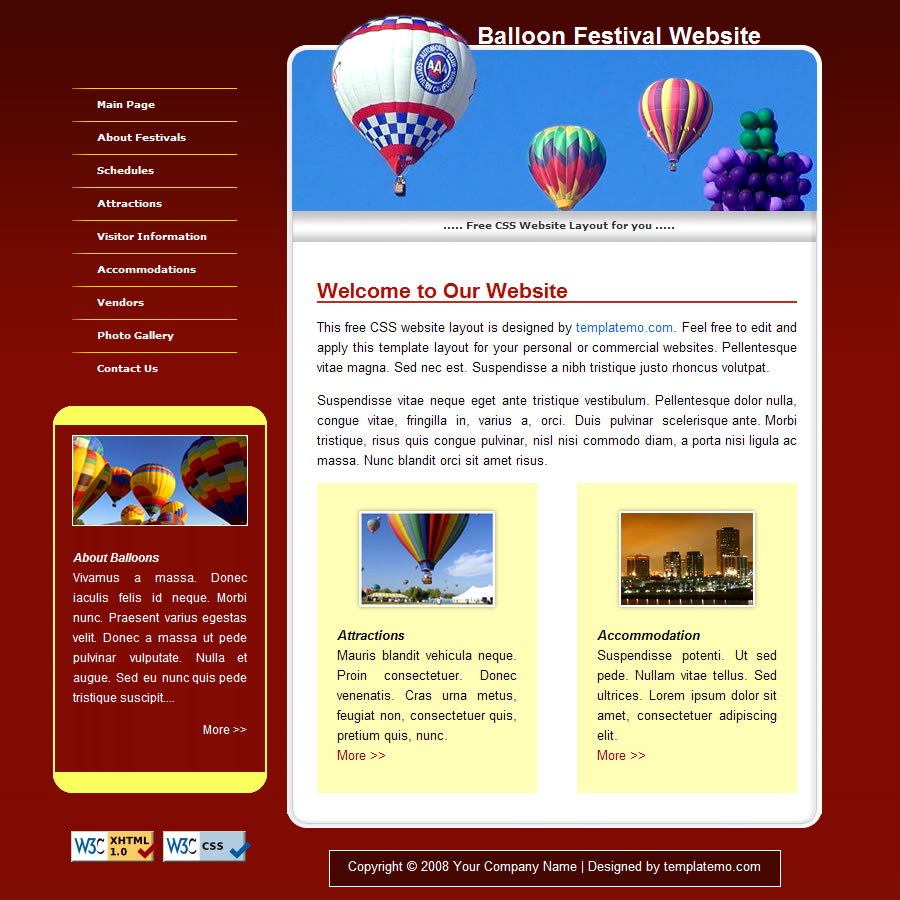 Balloon Festival Website
Main Page
About Festivals
Schedules
Attractions
Visitor Information
Accommodations
Vendors
Photo Gallery
Contact Us
AUTOMOBILE CLUB
AAA
SOUTHERN CALIFORNIA
..... Free CSS Website Layout for you .....
Welcome to Our Website
This free CSS website layout is designed by templatemo.com. Feel free to edit and
apply this template layout for your personal or commercial websites. Pellentesque
vitae magna. Sed nec est. Suspendisse a nibh tristique justo rhoncus volutpat.
Suspendisse vitae neque eget ante tristique vestibulum. Pellentesque dolor nulla,
congue vitae, fringilla in, varius a, orci. Duis pulvinar scelerisque ante. Morbi
tristique, risus quis congue pulvinar, nisl nisi commodo diam, a porta nisi ligula ac
massa. Nunc blandit orci sit amet risus.
About Balloons
Vivamus a massa. Donec
iaculis felis id neque. Morbi
nunc. Praesent varius egestas
velit. Donec a massa ut pede
pulvinar vulputate. Nulla et
augue. Sed eu nunc quis pede
tristique suscipit....
More >>
Attractions
Mauris blandit vehicula neque.
Proin consectetuer. Donec
venenatis. Cras urna metus,
feugiat non, consectetuer quis,
pretium quis, nunc.
More >>
Accommodation
Suspendisse potenti. Ut sed
pede. Nullam vitae tellus. Sed
ultrices. Lorem ipsum dolor sit
amet, consectetuer adipiscing
elit.
More >>
W3C XHTML 1.0
W3C CSS
Copyright © 2008 Your Company Name | Designed by templatemo.com